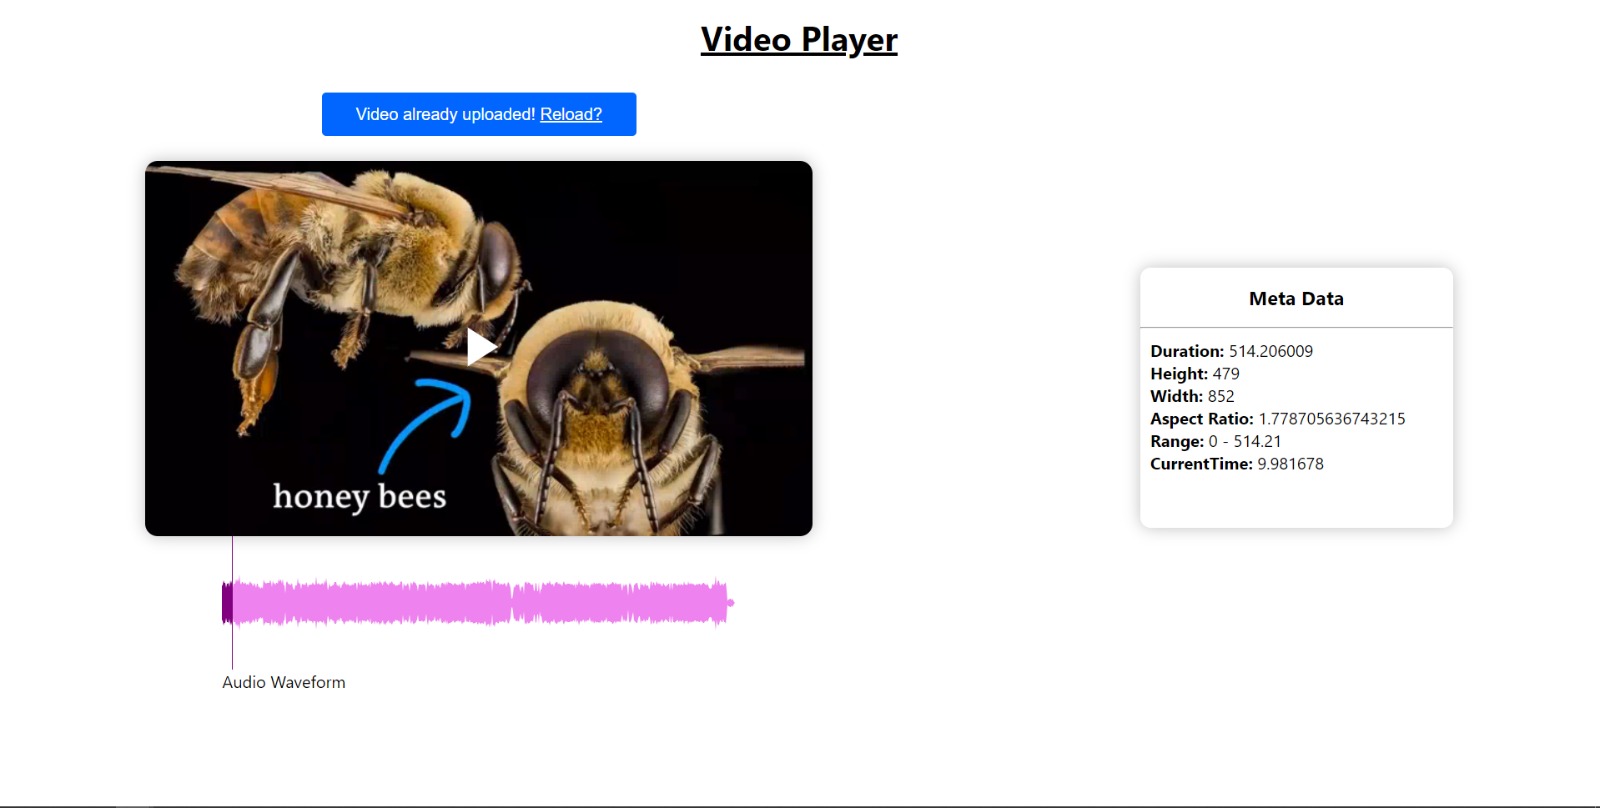 Video Player
Video already uploaded! Reload?
honey bees
Audio Waveform
Meta Data
Duration: 514.206009
Height: 479
Width: 852
Aspect Ratio: 1.778705636743215
Range: 0 - 514.21
CurrentTime: 9.981678